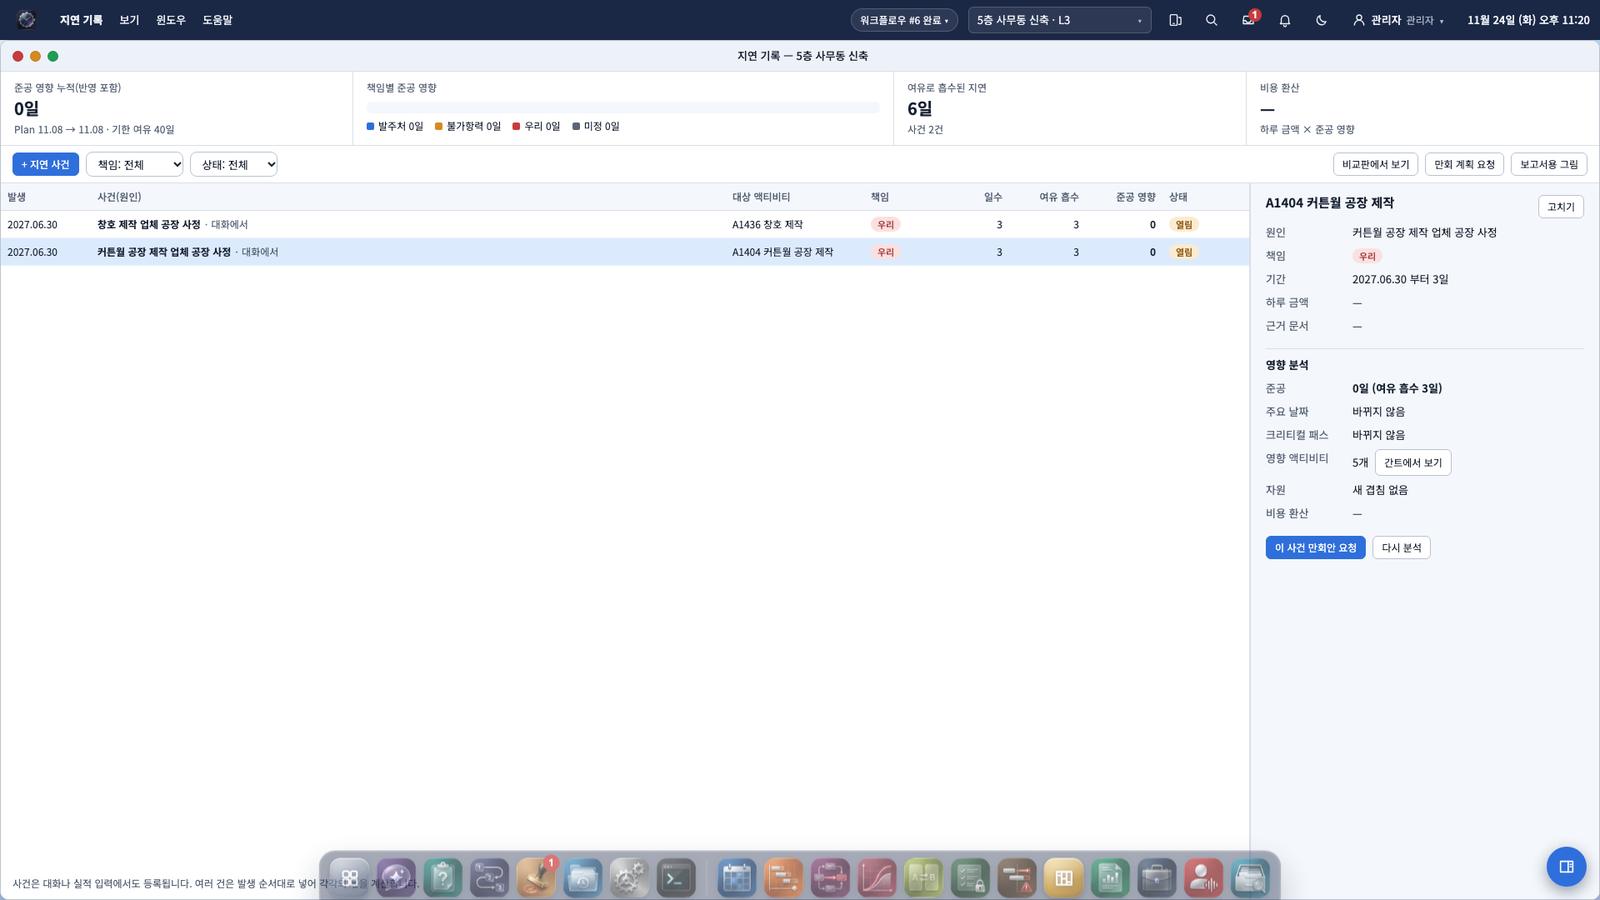 지연 기록 보기 윈도우 도움말 워크플로우 #6 완료 5층 사무동 신축 · L3 1 관리자 관리자 11월 24일 (화) 오후 11:20
지연 기록 — 5층 사무동 신축
준공 영향 누적(반영 포함)
0일
Plan 11.08 → 11.08 · 기한 여유 40일
책임별 준공 영향
발주처 0일 불가항력 0일 우리 0일 미정 0일
여유로 흡수된 지연
6일
사건 2건
비용 환산
—
하루 금액 × 준공 영향
+ 지연 사건 책임: 전체 상태: 전체 비교판에서 보기 만회 계획 요청 보고서용 그림
발생 사건(원인) 대상 액티비티 책임 일수 여유 흡수 준공 영향 상태
2027.06.30 창호 제작 업체 공장 사정 · 대화에서 A1436 창호 제작 우리 3 3 0 열림
2027.06.30 커튼월 공장 제작 업체 공장 사정 · 대화에서 A1404 커튼월 공장 제작 우리 3 3 0 열림
A1404 커튼월 공장 제작 고치기
원인 커튼월 공장 제작 업체 공장 사정
책임 우리
기간 2027.06.30 부터 3일
하루 금액 —
근거 문서 —
영향 분석
준공 0일 (여유 흡수 3일)
주요 날짜 바뀌지 않음
크리티컬 패스 바뀌지 않음
영향 액티비티 5개 간트에서 보기
자원 새 겹침 없음
비용 환산 —
이 사건 만회안 요청 다시 분석
사건은 대화나 실적 입력에서도 등록됩니다. 여러 건은 발생 순서대로 넣어
1